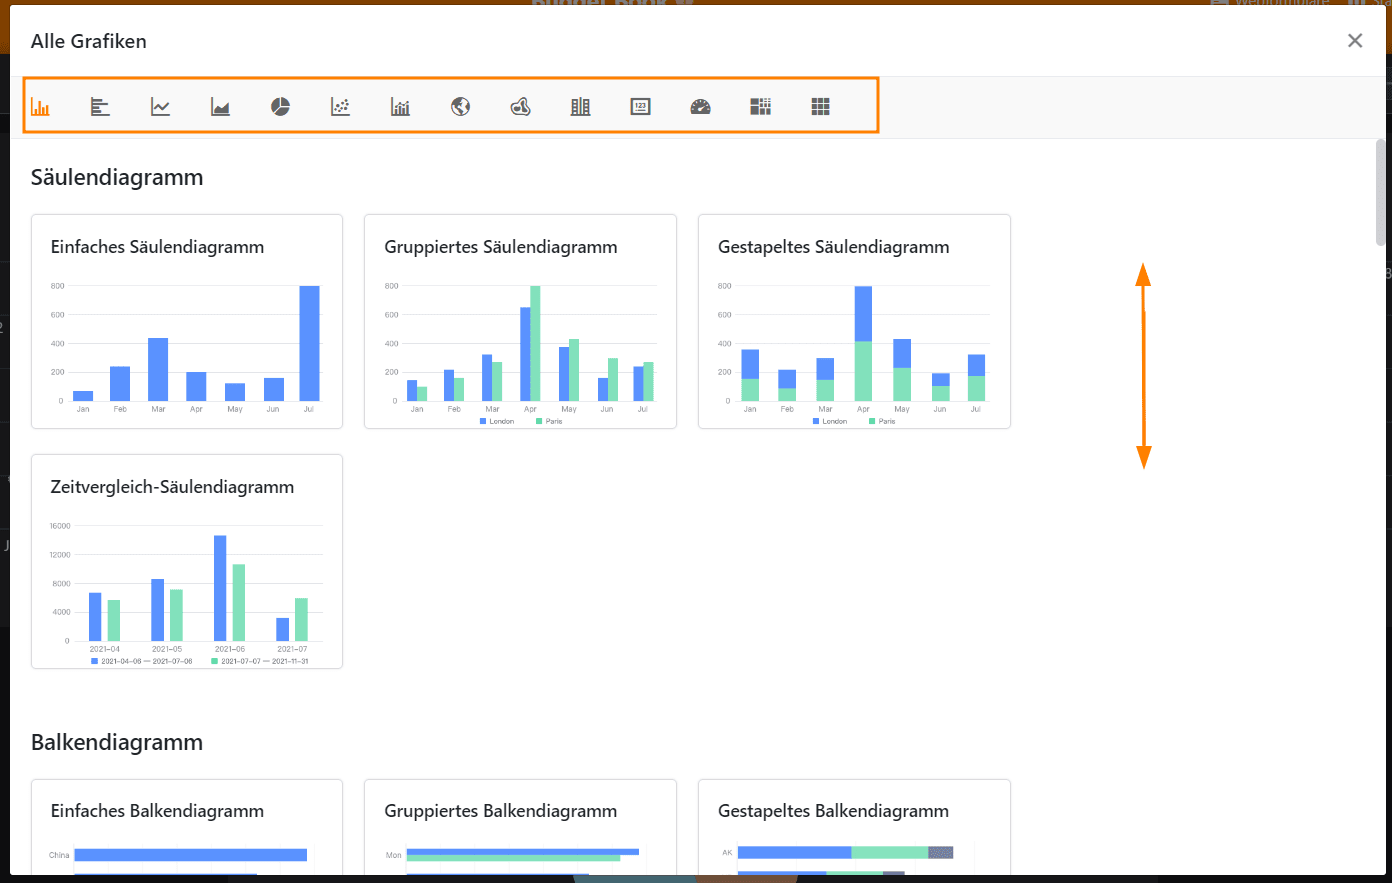 Alle Grafiken
Säulendiagramm
Einfaches Säulendiagramm
800
600
400
200
0
Jan Feb Mar Apr May Jun Jul
Gruppiertes Säulendiagramm
800
600
400
200
0
Jan Feb Mar Apr May Jun Jul
London Paris
Gestapeltes Säulendiagramm
800
600
400
200
0
Jan Feb Mar Apr May Jun Jul
London Paris
Zeitvergleich-Säulendiagramm
16000
12000
8000
4000
0
2021-04 2021-05 2021-06 2021-07
2021-04-06 — 2021-07-06 2021-07-07 — 2021-11-31
Balkendiagramm
Einfaches Balkendiagramm
China
Gruppiertes Balkendiagramm
Mon
Gestapeltes Balkendiagramm
AK